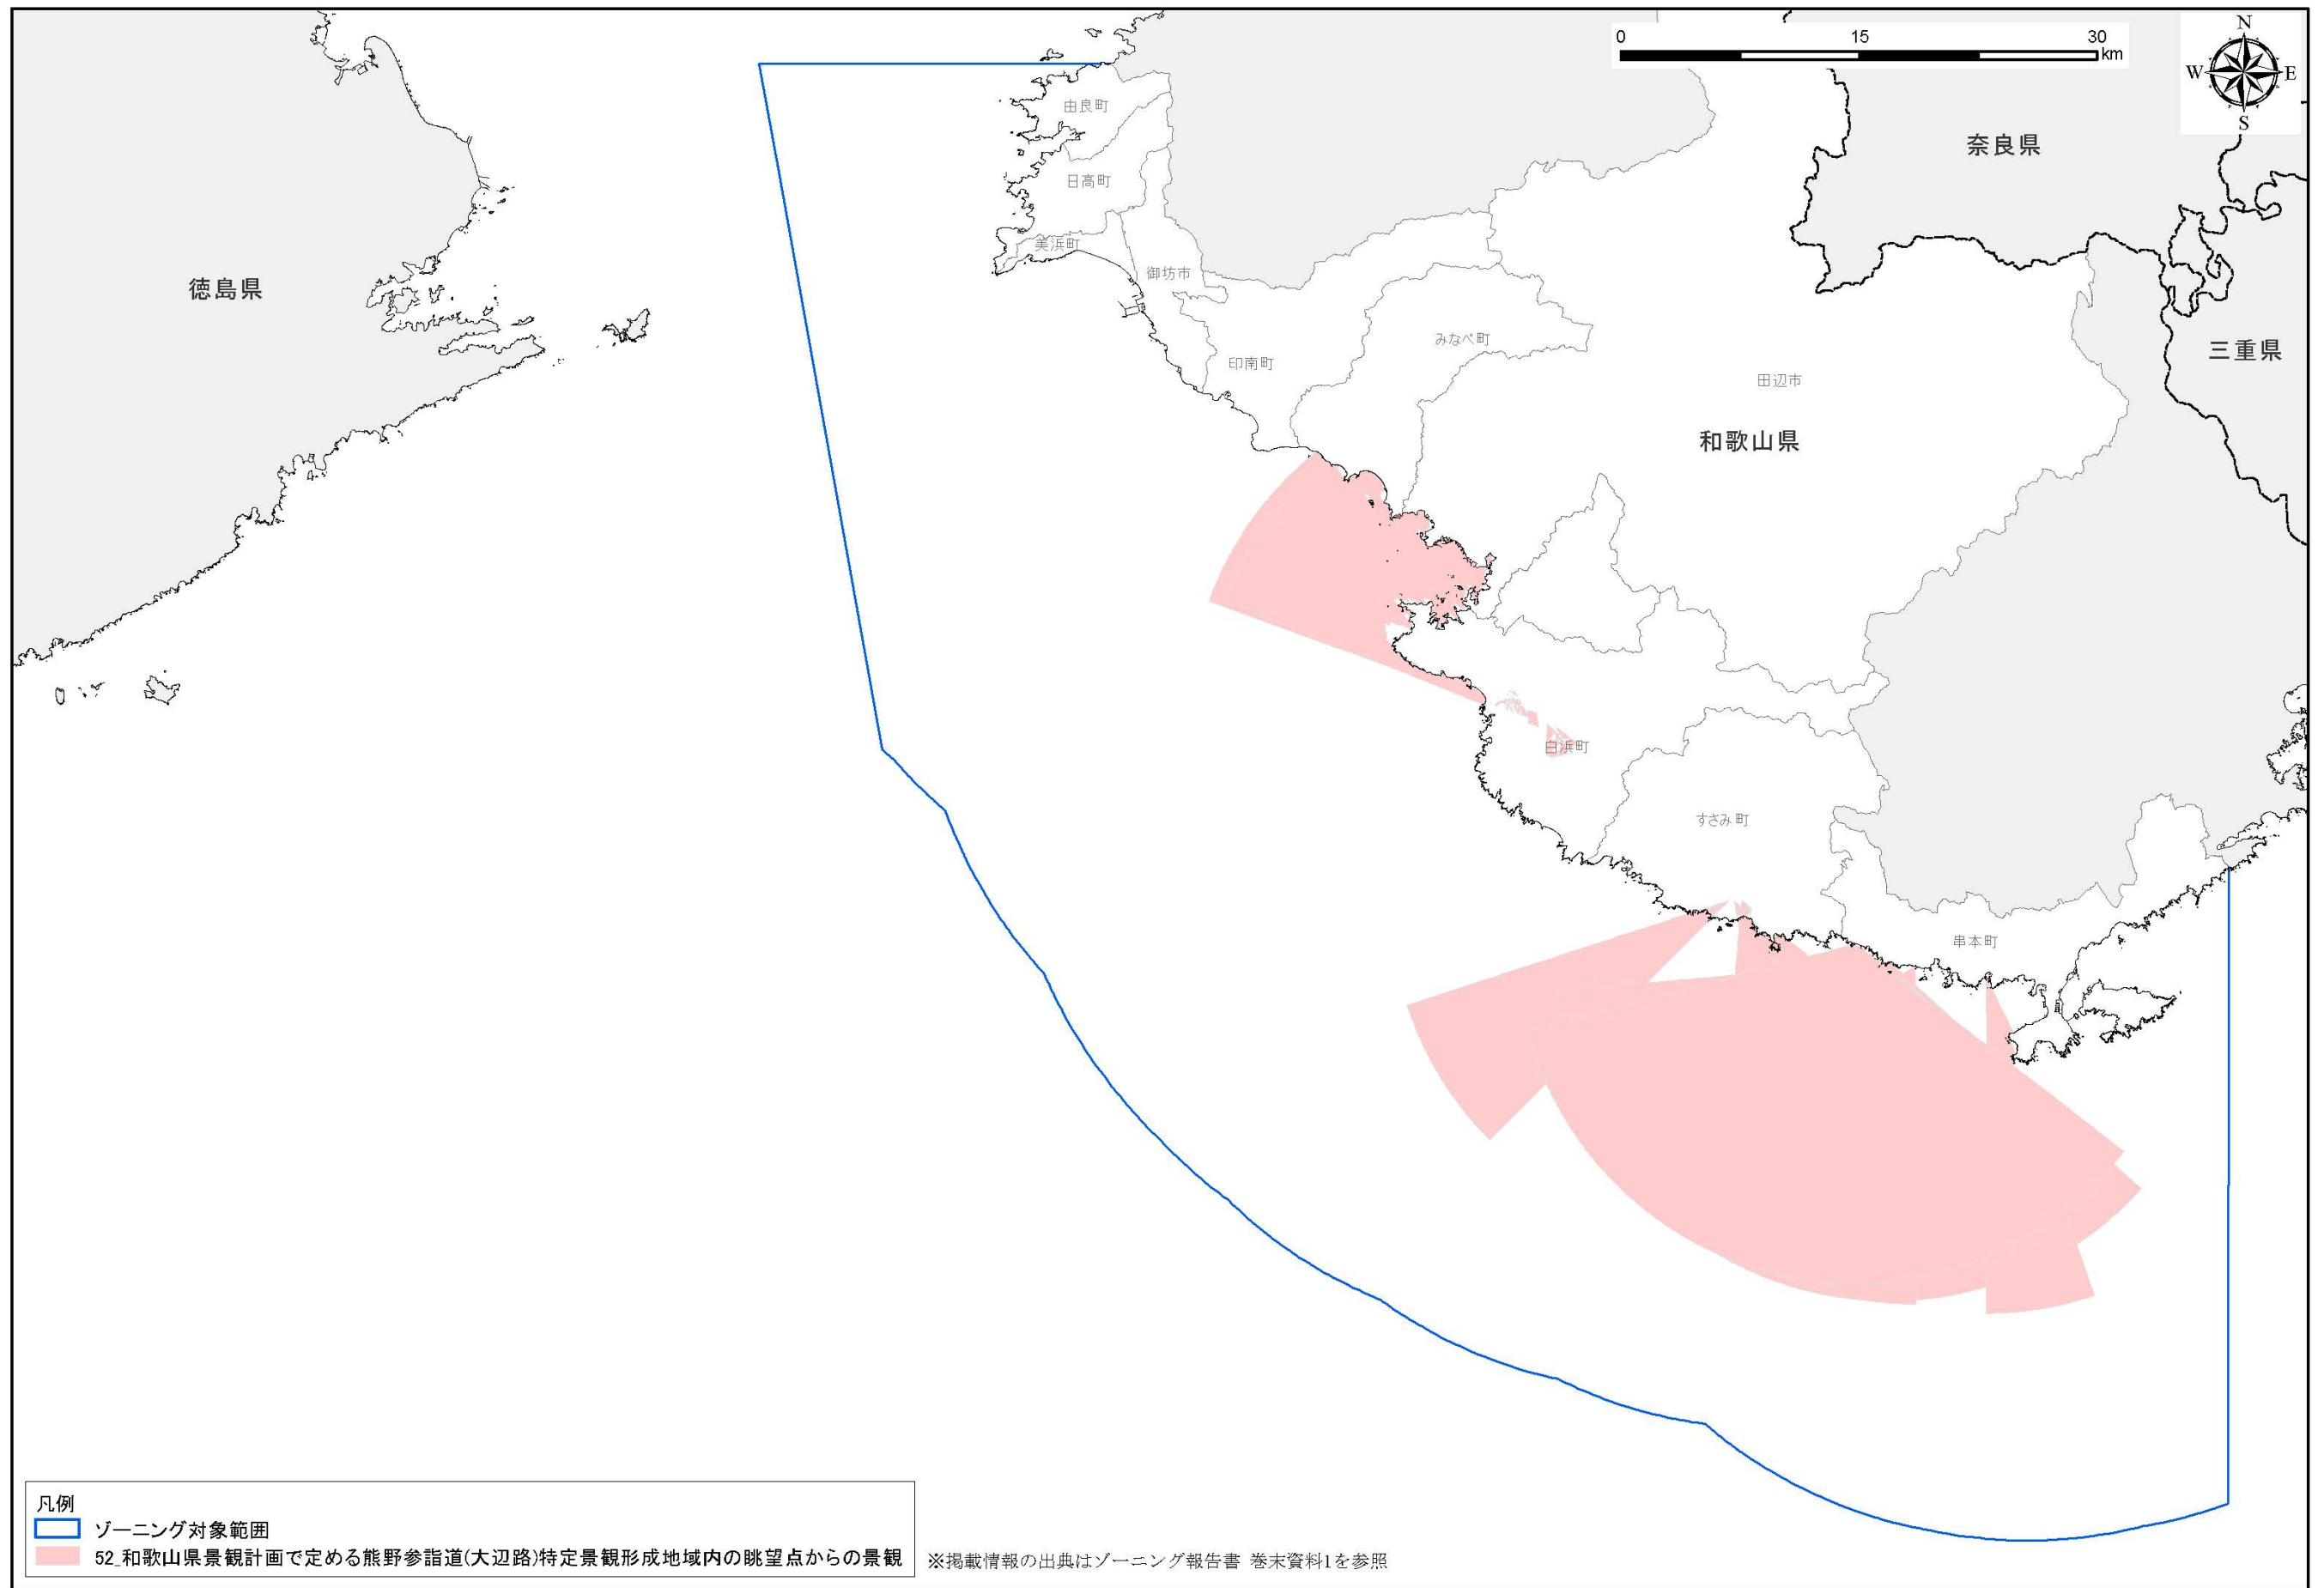 0 15 30
km
N
W E
S
奈良県
由良町
日高町
美浜町
御坊市
徳島県
みなべ町
三重県
印南町
田辺市
和歌山県
白浜町
すさみ町
串本町
凡例
ゾーニング対象範囲
52_和歌山県景観計画で定める熊野参詣道(大辺路)特定景観形成地域内の眺望点からの景観
※掲載情報の出典はゾーニング報告書 巻末資料1を参照